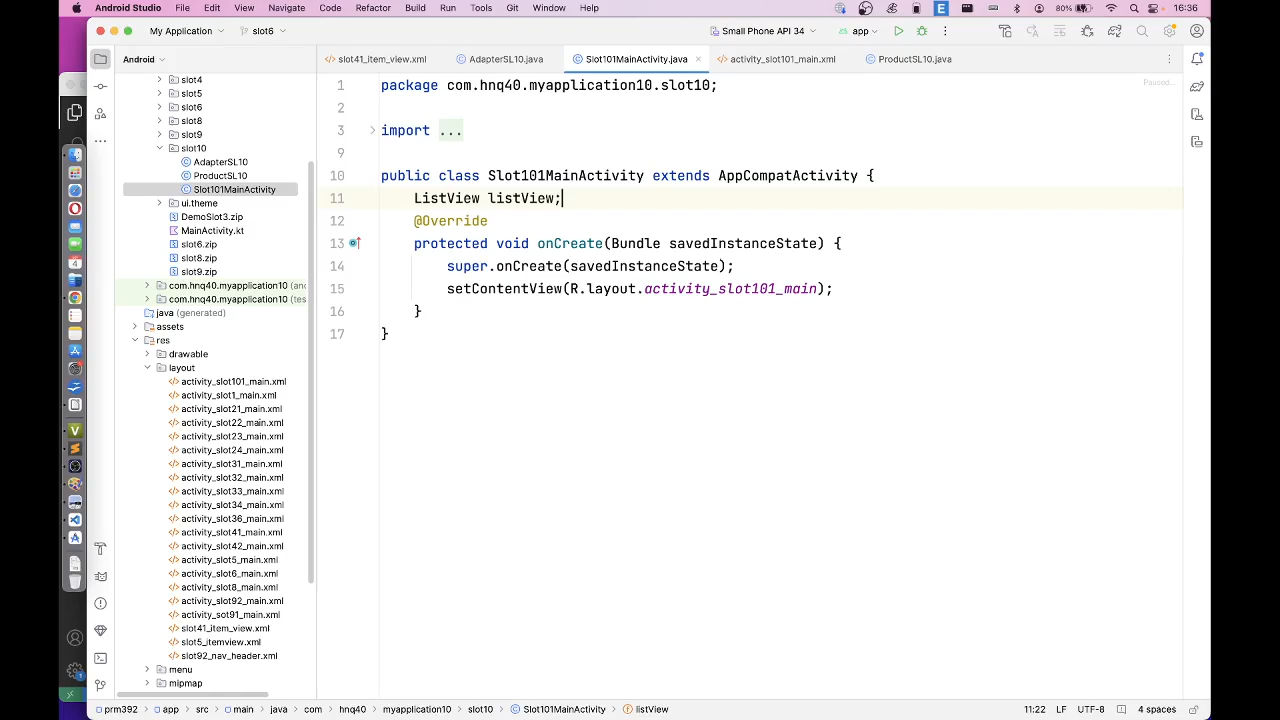 Android Studio File Edit View Navigate Code Refactor Build Run Tools Git Window Help E 80% 16:36
My Application slot6 Small Phone API 34 app
Android
slot41_item_view.xml AdapterSL10.java Slot101MainActivity.java activity_slot101_main.xml ProductSL10.java
slot4
slot5
slot6
slot8
slot9
slot10
AdapterSL10
ProductSL10
Slot101MainActivity
ui.theme
DemoSlot3.zip
MainActivity.kt
slot6.zip
slot8.zip
slot9.zip
com.hnq40.myapplication10 (anc
com.hnq40.myapplication10 (tes
java (generated)
assets
res
drawable
layout
activity_slot101_main.xml
activity_slot1_main.xml
activity_slot21_main.xml
activity_slot22_main.xml
activity_slot23_main.xml
activity_slot24_main.xml
activity_slot31_main.xml
activity_slot32_main.xml
activity_slot33_main.xml
activity_slot34_main.xml
activity_slot36_main.xml
activity_slot41_main.xml
activity_slot42_main.xml
activity_slot5_main.xml
activity_slot6_main.xml
activity_slot8_main.xml
activity_slot92_main.xml
activity_sot91_main.xml
slot41_item_view.xml
slot5_itemview.xml
slot92_nav_header.xml
menu
mipmap
Paused...
1 package com.hnq40.myapplication10.slot10;
2
3 import ...
9
10 public class Slot101MainActivity extends AppCompatActivity {
11 ListView listView;
12 @Override
13 protected void onCreate(Bundle savedInstanceState) {
14 super.onCreate(savedInstanceState);
15 setContentView(R.layout.activity_slot101_main);
16 }
17 }
prm392 app src main java com hnq40 myapplication10 slot10 Slot101MainActivity listView 11:22 LF UTF-8 4 spaces